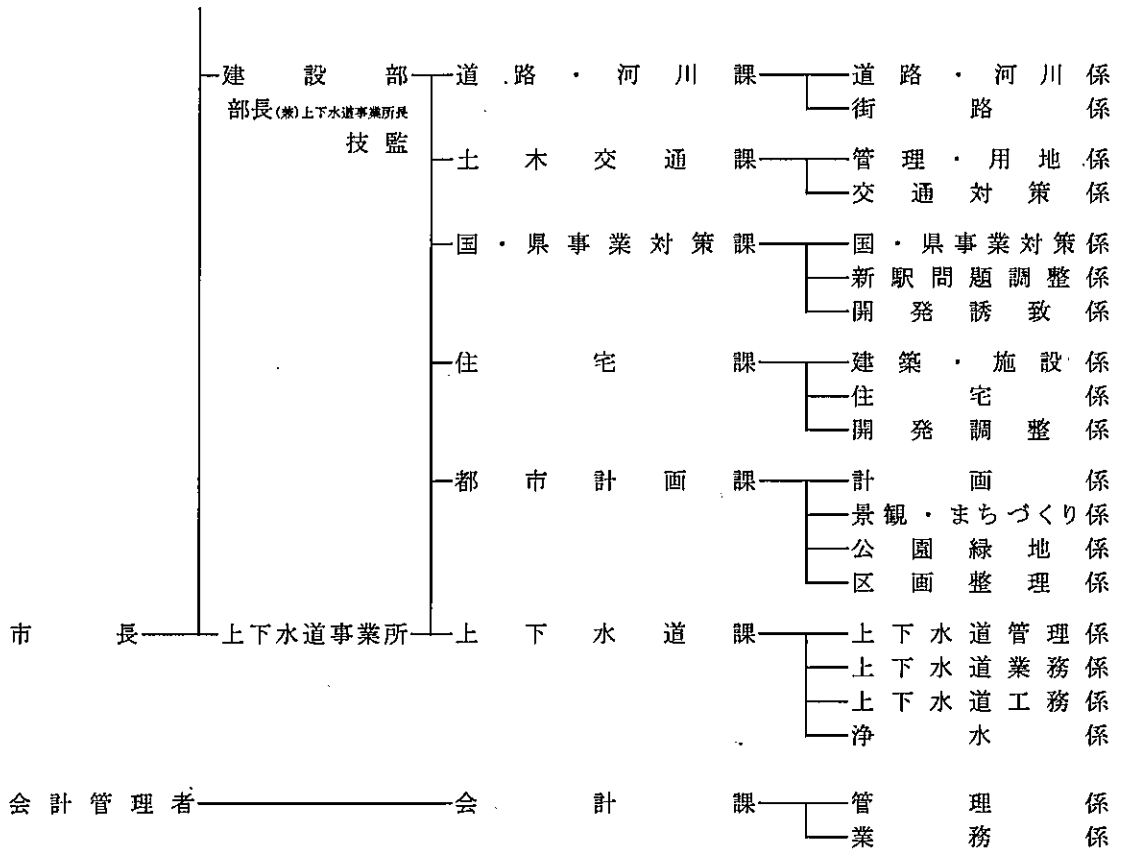 建設部 道路・河川課 道路・河川係
部長(兼)上下水道事業所長 街路係
技監
土木交通課 管理・用地係
交通対策係
国・県事業対策課 国・県事業対策係
新駅問題調整係
開発誘致係
住宅課 建築・施設係
住宅係
開発調整係
都市計画課 計画係
景観・まちづくり係
公園緑地係
区画整理係
市長 上下水道事業所 上下水道課 上下水道管理係
上下水道業務係
上下水道工務係
浄水係
会計管理者 会計課 管理係
業務係